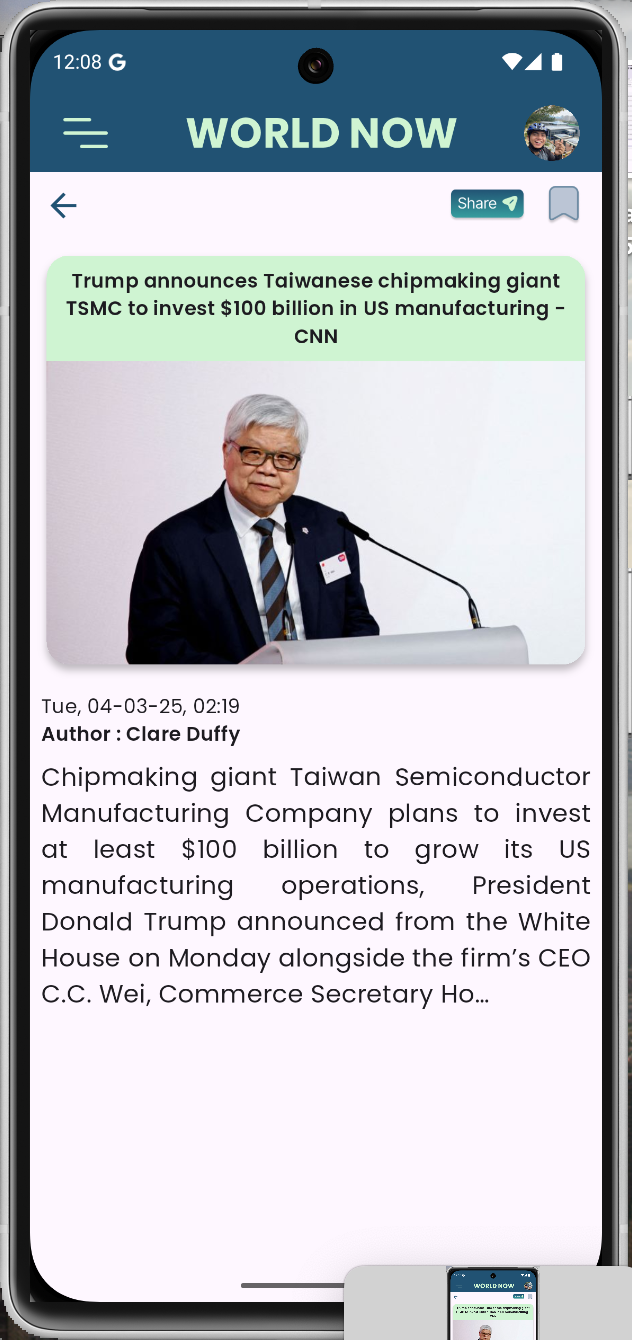 12:08 G
WORLD NOW
Share
Trump announces Taiwanese chipmaking giant
TSMC to invest $100 billion in US manufacturing -
CNN
Tue, 04-03-25, 02:19
Author : Clare Duffy
Chipmaking giant Taiwan Semiconductor
Manufacturing Company plans to invest
at least $100 billion to grow its US
manufacturing operations, President
Donald Trump announced from the White
House on Monday alongside the firm’s CEO
C.C. Wei, Commerce Secretary Ho…
WORLD NOW